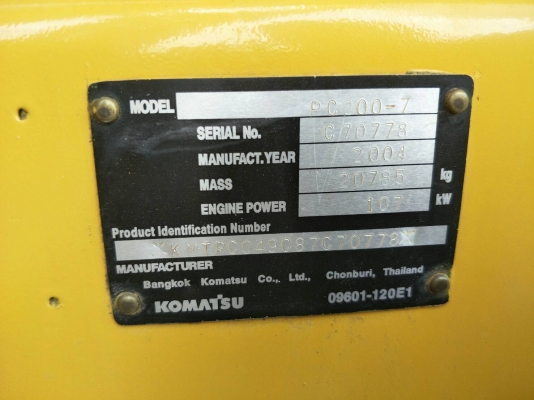 MODEL
SERIAL No. C70778
MANUFACT.YEAR 2004
MASS 20795 kg
ENGINE POWER 107 kW
Product Identification Number
MANUFACTURER
Bangkok Komatsu Co., Ltd. Chonburi, Thailand
KOMATSU 09601-120E1